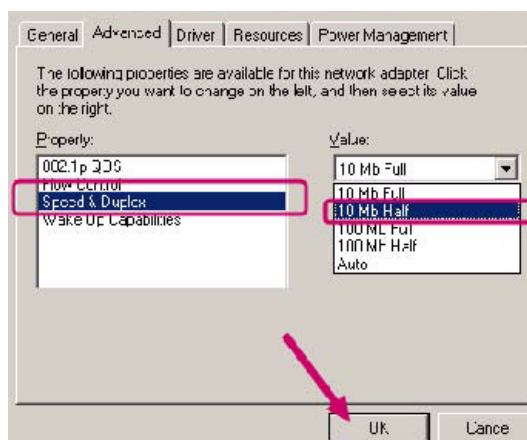 General Advanced Driver Resources Power Management
The following properties are available for this network adapter. Click
the property you want to change on the left, and then select its value
on the right.
Property:
Value:
802.1p QOS
10 Mb Full
Flow Control
10 Mb Full
Speed & Duplex
10 Mb Half
Wake Up Capabilities
100 Mb Full
100 Mb Half
Auto
OK
Cance